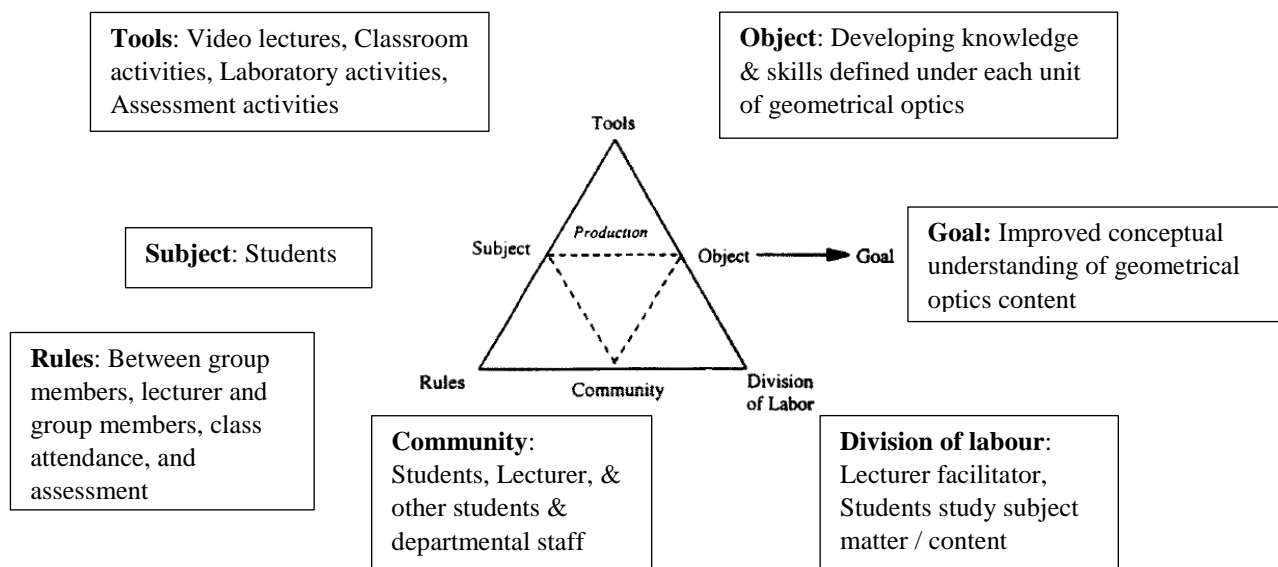 Tools: Video lectures, Classroom
activities, Laboratory activities,
Assessment activities
Object: Developing knowledge
& skills defined under each unit
of geometrical optics
Tools
Subject: Students
Subject
Production
Object
Goal
Goal: Improved conceptual
understanding of geometrical
optics content
Rules: Between group
members, lecturer and
group members, class
attendance, and
assessment
Rules
Community
Division
of Labor
Community:
Students, Lecturer, &
other students &
departmental staff
Division of labour:
Lecturer facilitator,
Students study subject
matter / content